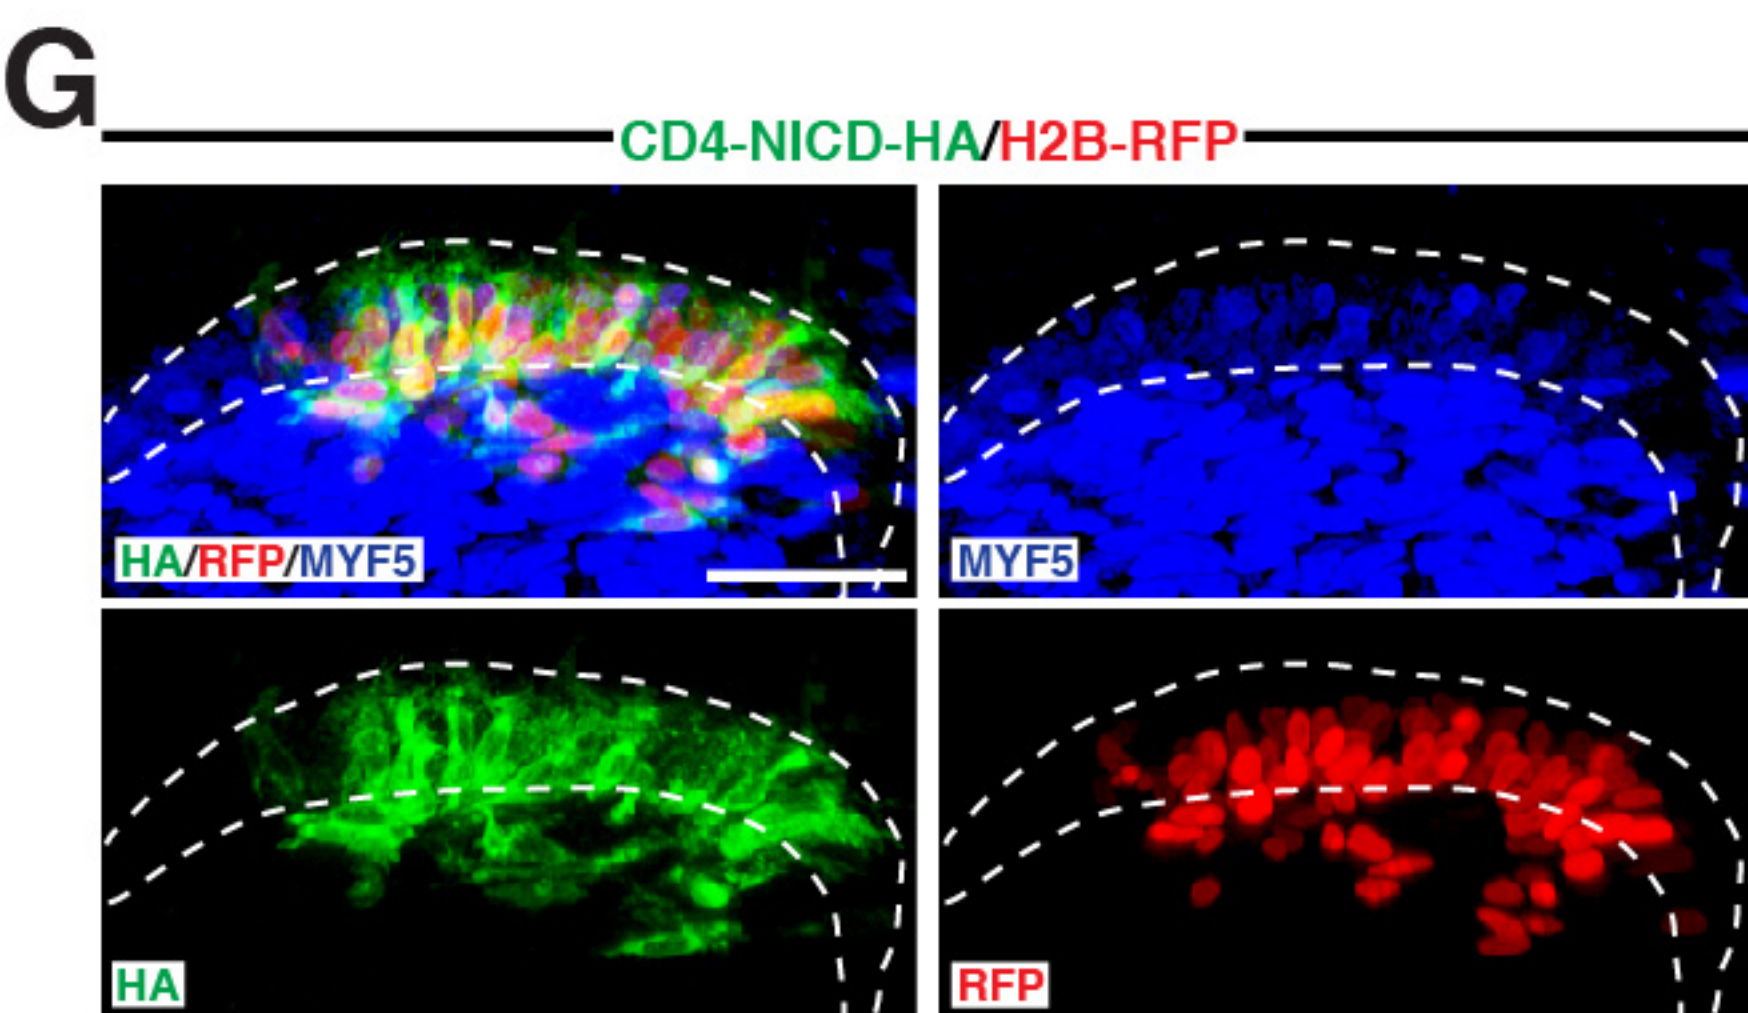 G
CD4-NICD-HA/H2B-RFP
HA/RFP/MYF5
MYF5
HA
RFP